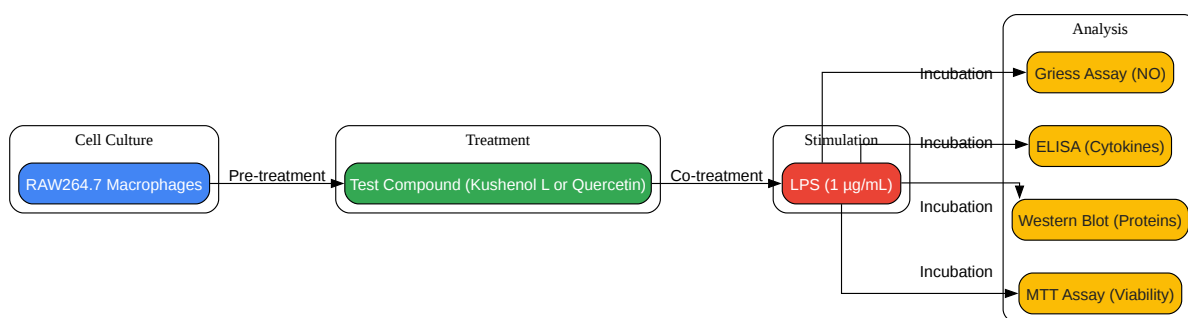 Analysis
Incubation
Griess Assay (NO)
Cell Culture
Treatment
Stimulation
Incubation
ELISA (Cytokines)
RAW264.7 Macrophages
Pre-treatment
Test Compound (Kushenol L or Quercetin)
Co-treatment
LPS (1 µg/mL)
Incubation
Western Blot (Proteins)
Incubation
MTT Assay (Viability)